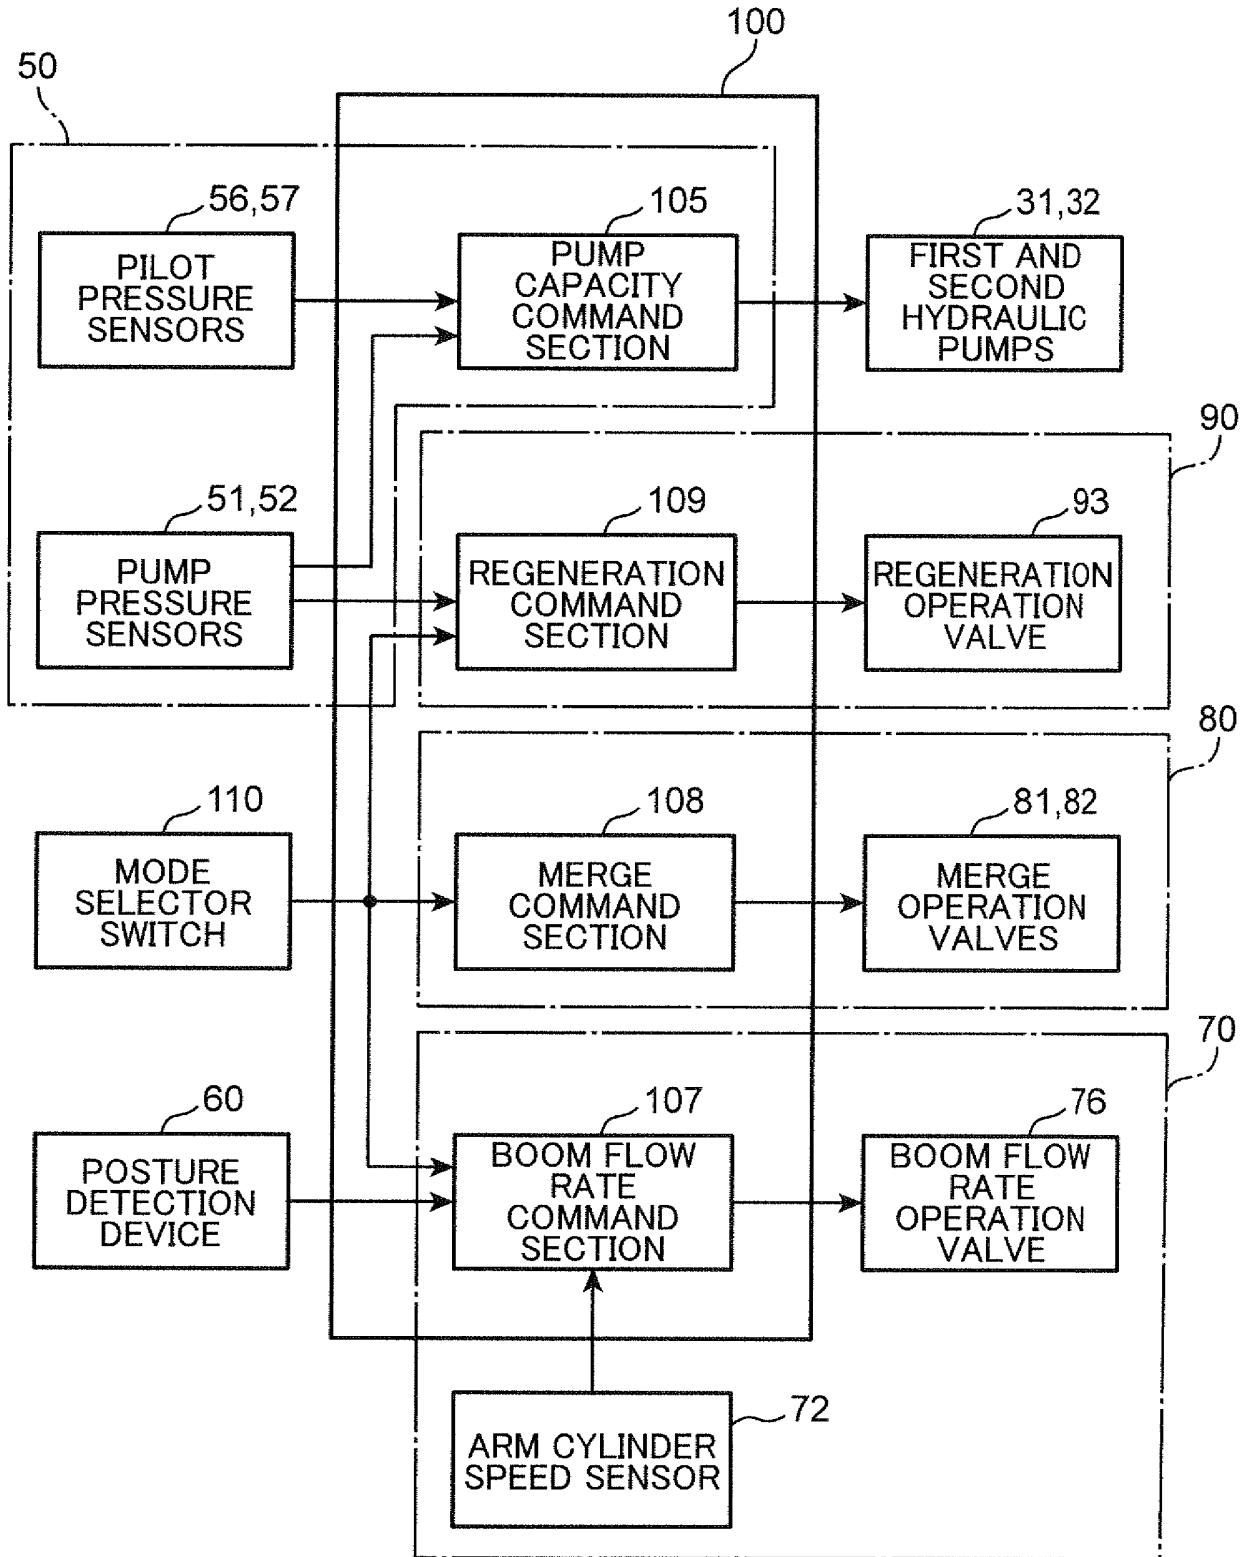 100
50
56,57
PILOT
PRESSURE
SENSORS
105
PUMP
CAPACITY
COMMAND
SECTION
31,32
FIRST AND
SECOND
HYDRAULIC
PUMPS
90
51,52
PUMP
PRESSURE
SENSORS
109
REGENERATION
COMMAND
SECTION
93
REGENERATION
OPERATION
VALVE
80
110
MODE
SELECTOR
SWITCH
108
MERGE
COMMAND
SECTION
81,82
MERGE
OPERATION
VALVES
70
60
POSTURE
DETECTION
DEVICE
107
BOOM FLOW
RATE
COMMAND
SECTION
76
BOOM FLOW
RATE
OPERATION
VALVE
72
ARM CYLINDER
SPEED SENSOR